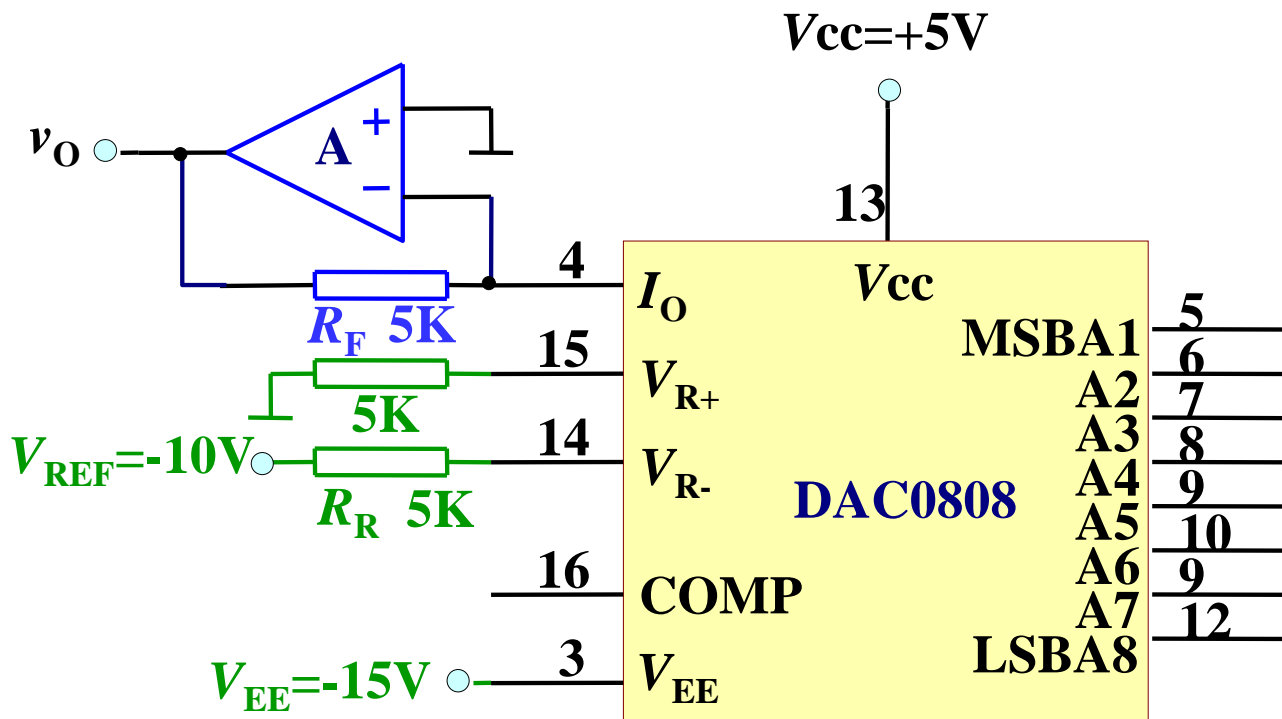 Vcc=+5V
vO
A
+
−
13
4
IO
Vcc
RF 5K
MSBA1
5
15
VR+
A2
6
5K
A3
7
VREF=-10V
14
VR-
A4
8
RR 5K
DAC0808
A5
9
A6
10
16
COMP
A7
9
LSBA8
12
VEE=-15V
3
VEE